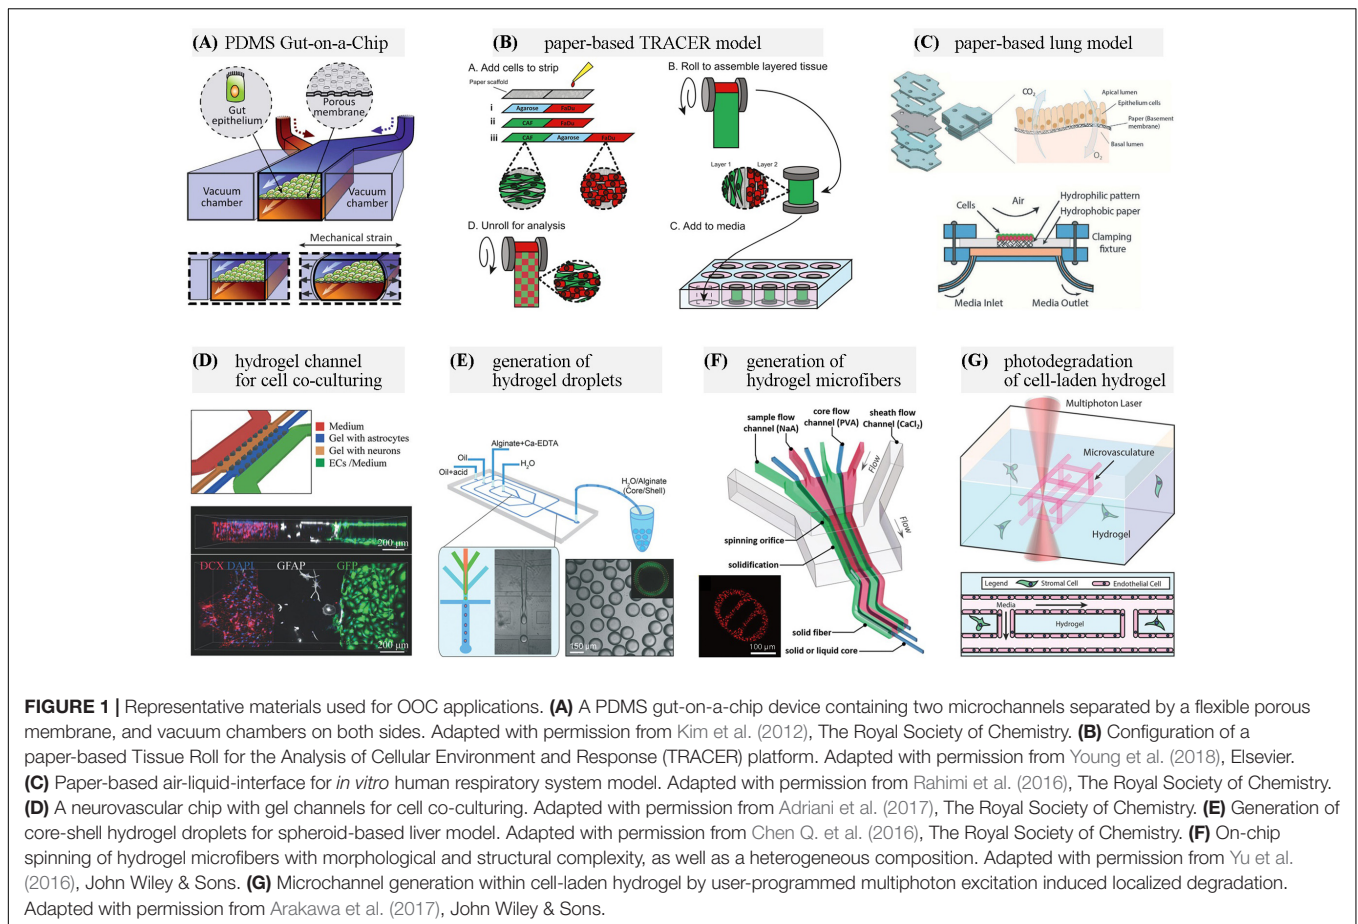 (A) PDMS Gut-on-a-Chip
Gut
epithelium
Porous
membrane
Vacuum
chamber
Vacuum
chamber
Mechanical strain
(B) paper-based TRACER model
A. Add cells to strip
Paper scaffold
i Agarose FaDu
ii CAF FaDu
iii CAF Agarose FaDu
B. Roll to assemble layered tissue
Layer 1 Layer 2
D. Unroll for analysis
C. Add to media
(C) paper-based lung model
CO2
Apical lumen
Epithelium cells
Paper (Basement
membrane)
Basal lumen
O2
Cells
Air
Hydrophilic pattern
Hydrophobic paper
Clamping
fixture
Media Inlet
Media Outlet
(D) hydrogel channel
for cell co-culturing
Medium
Gel with astrocytes
Gel with neurons
ECs /Medium
200 µm
DCX DAPI GFAP GFP
200 µm
(E) generation of
hydrogel droplets
Alginate+Ca-EDTA
Oil
H2O
Oil+acid
H2O/Alginate
(Core/Shell)
150 µm
(F) generation of
hydrogel microfibers
sample flow
channel (NaA)
core flow
channel (PVA)
sheath flow
Channel (CaCl2)
Flow
Flow
spinning orifice
solidification
solid fiber
solid or liquid core
100 µm
(G) photodegradation
of cell-laden hydrogel
Multiphoton Laser
Microvasculature
Hydrogel
Legend Stromal Cell Endothelial Cell
Media
Hydrogel
FIGURE 1 | Representative materials used for OOC applications. (A) A PDMS gut-on-a-chip device containing two microchannels separated by a flexible porous
membrane, and vacuum chambers on both sides. Adapted with permission from Kim et al. (2012), The Royal Society of Chemistry. (B) Configuration of a
paper-based Tissue Roll for the Analysis of Cellular Environment and Response (TRACER) platform. Adapted with permission from Young et al. (2018), Elsevier.
(C) Paper-based air-liquid-interface for in vitro human respiratory system model. Adapted with permission from Rahimi et al. (2016), The Royal Society of Chemistry.
(D) A neurovascular chip with gel channels for cell co-culturing. Adapted with permission from Adriani et al. (2017), The Royal Society of Chemistry. (E) Generation of
core-shell hydrogel droplets for spheroid-based liver model. Adapted with permission from Chen Q. et al. (2016), The Royal Society of Chemistry. (F) On-chip
spinning of hydrogel microfibers with morphological and structural complexity, as well as a heterogeneous composition. Adapted with permission from Yu et al.
(2016), John Wiley & Sons. (G) Microchannel generation within cell-laden hydrogel by user-programmed multiphoton excitation induced localized degradation.
Adapted with permission from Arakawa et al. (2017), John Wiley & Sons.